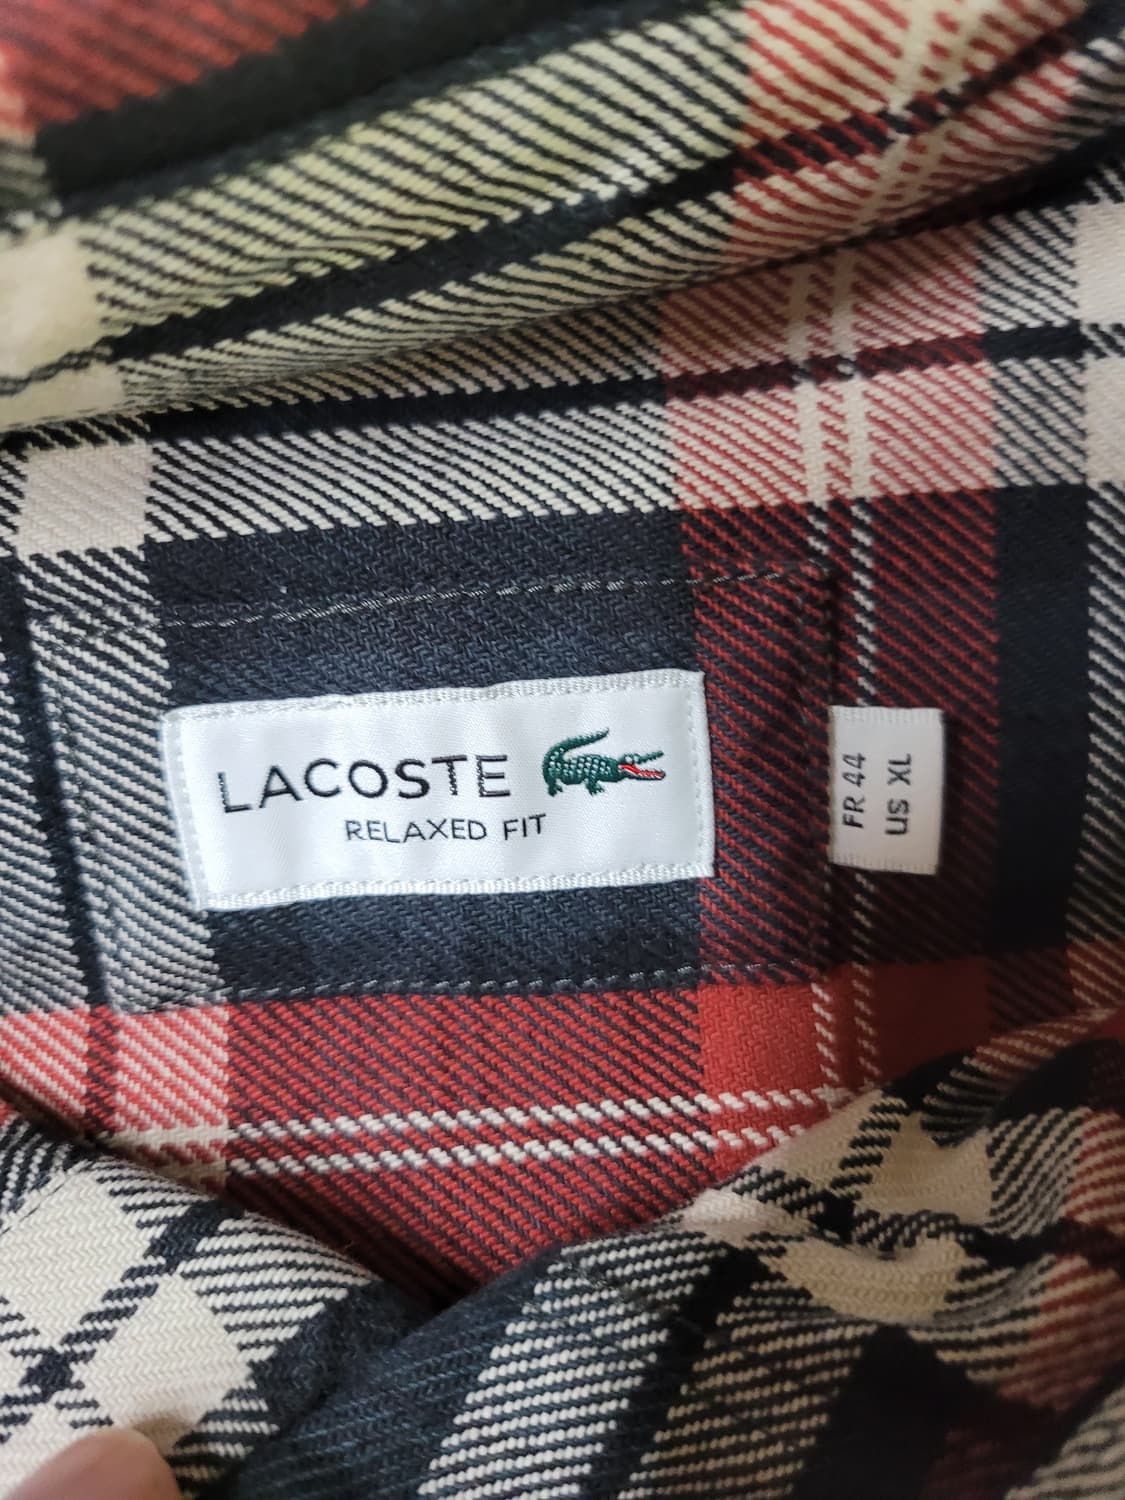 LACOSTE
RELAXED FIT
FR 44
US XL